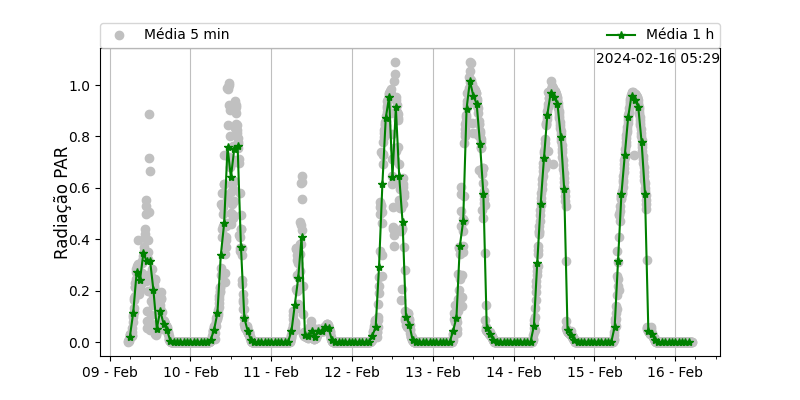 Média 5 min
Média 1 h
2024-02-16 05:29
Radiação PAR
1.0
0.8
0.6
0.4
0.2
0.0
09 - Feb
10 - Feb
11 - Feb
12 - Feb
13 - Feb
14 - Feb
15 - Feb
16 - Feb